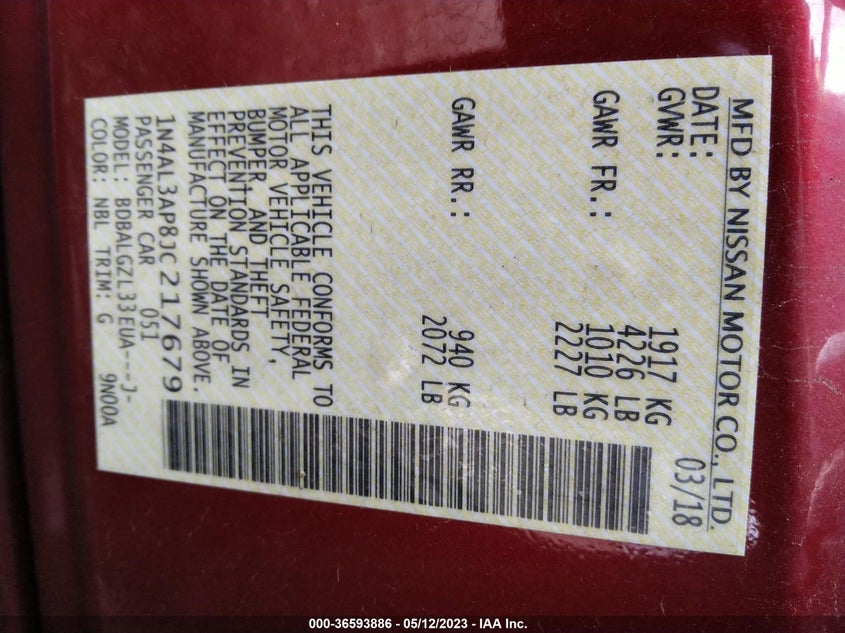 MFD BY NISSAN MOTOR CO., LTD.
DATE: 03/18
GVWR: 1917 KG
4226 LB
GAWR FR.: 1010 KG
2227 LB
GAWR RR.: 940 KG
2072 LB
THIS VEHICLE CONFORMS TO
ALL APPLICABLE FEDERAL
MOTOR VEHICLE SAFETY,
BUMPER, AND THEFT
PREVENTION STANDARDS IN
EFFECT ON THE DATE OF
MANUFACTURE SHOWN ABOVE.
1N4AL3AP8JC217679
PASSENGER CAR 051
MODEL: BDBALGZL33EUA---J-
COLOR: NBL TRIM: G 9N00A
000-36593886 - 05/12/2023 - IAA Inc.